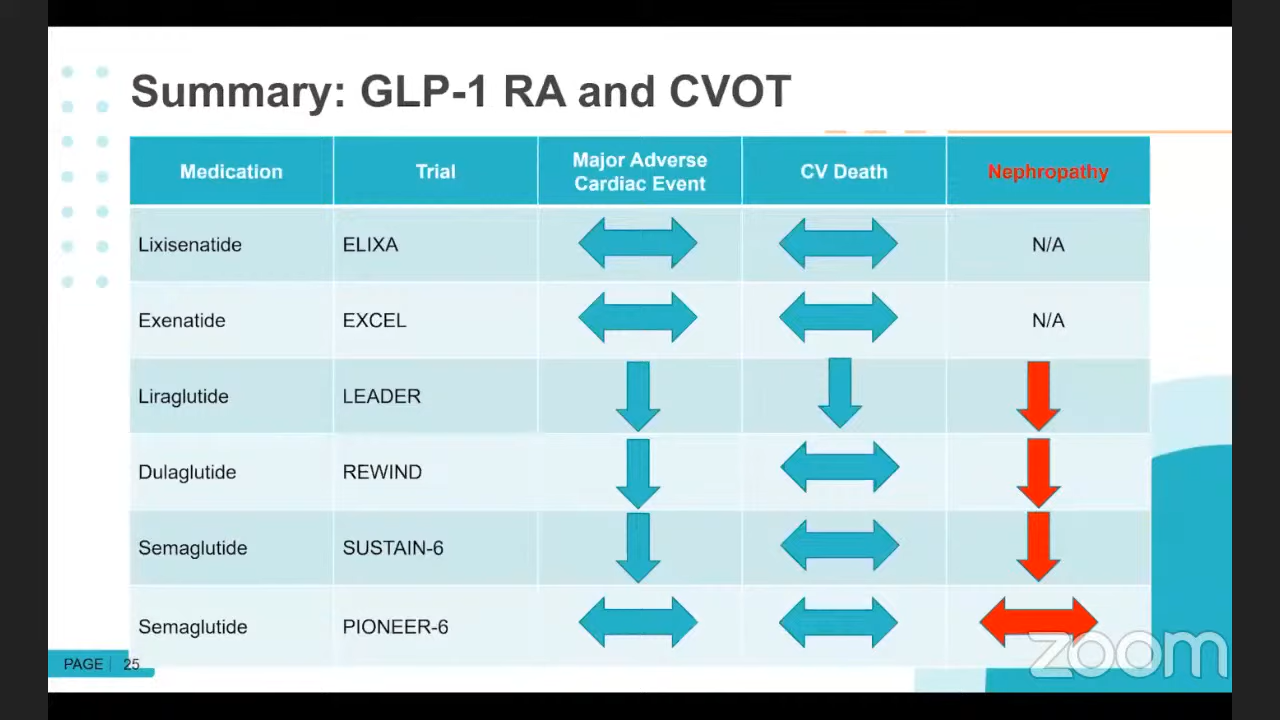 Summary: GLP-1 RA and CVOT
Medication
Trial
Major Adverse
Cardiac Event
CV Death
Nephropathy
Lixisenatide
ELIXA
N/A
Exenatide
EXCEL
N/A
Liraglutide
LEADER
Dulaglutide
REWIND
Semaglutide
SUSTAIN-6
Semaglutide
PIONEER-6
PAGE 25
zoom